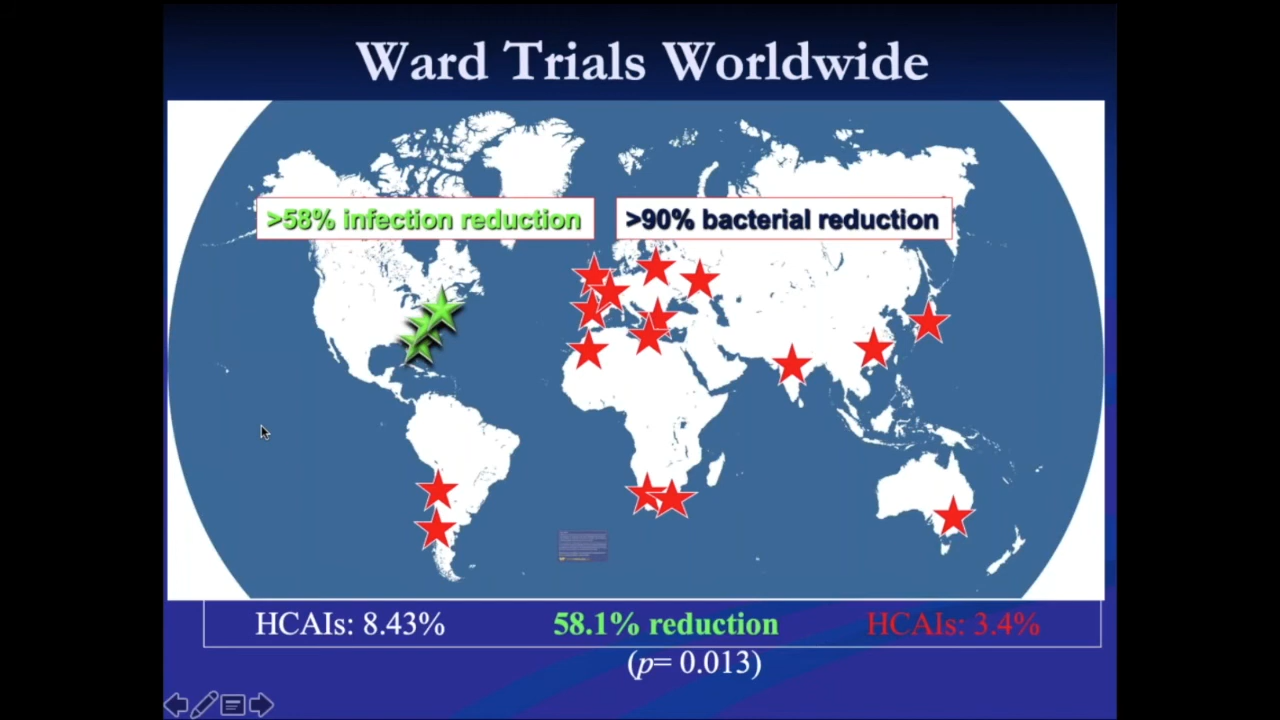 Ward Trials Worldwide
>58% infection reduction
>90% bacterial reduction
HCAIs: 8.43%
58.1% reduction
HCAIs: 3.4%
(p= 0.013)